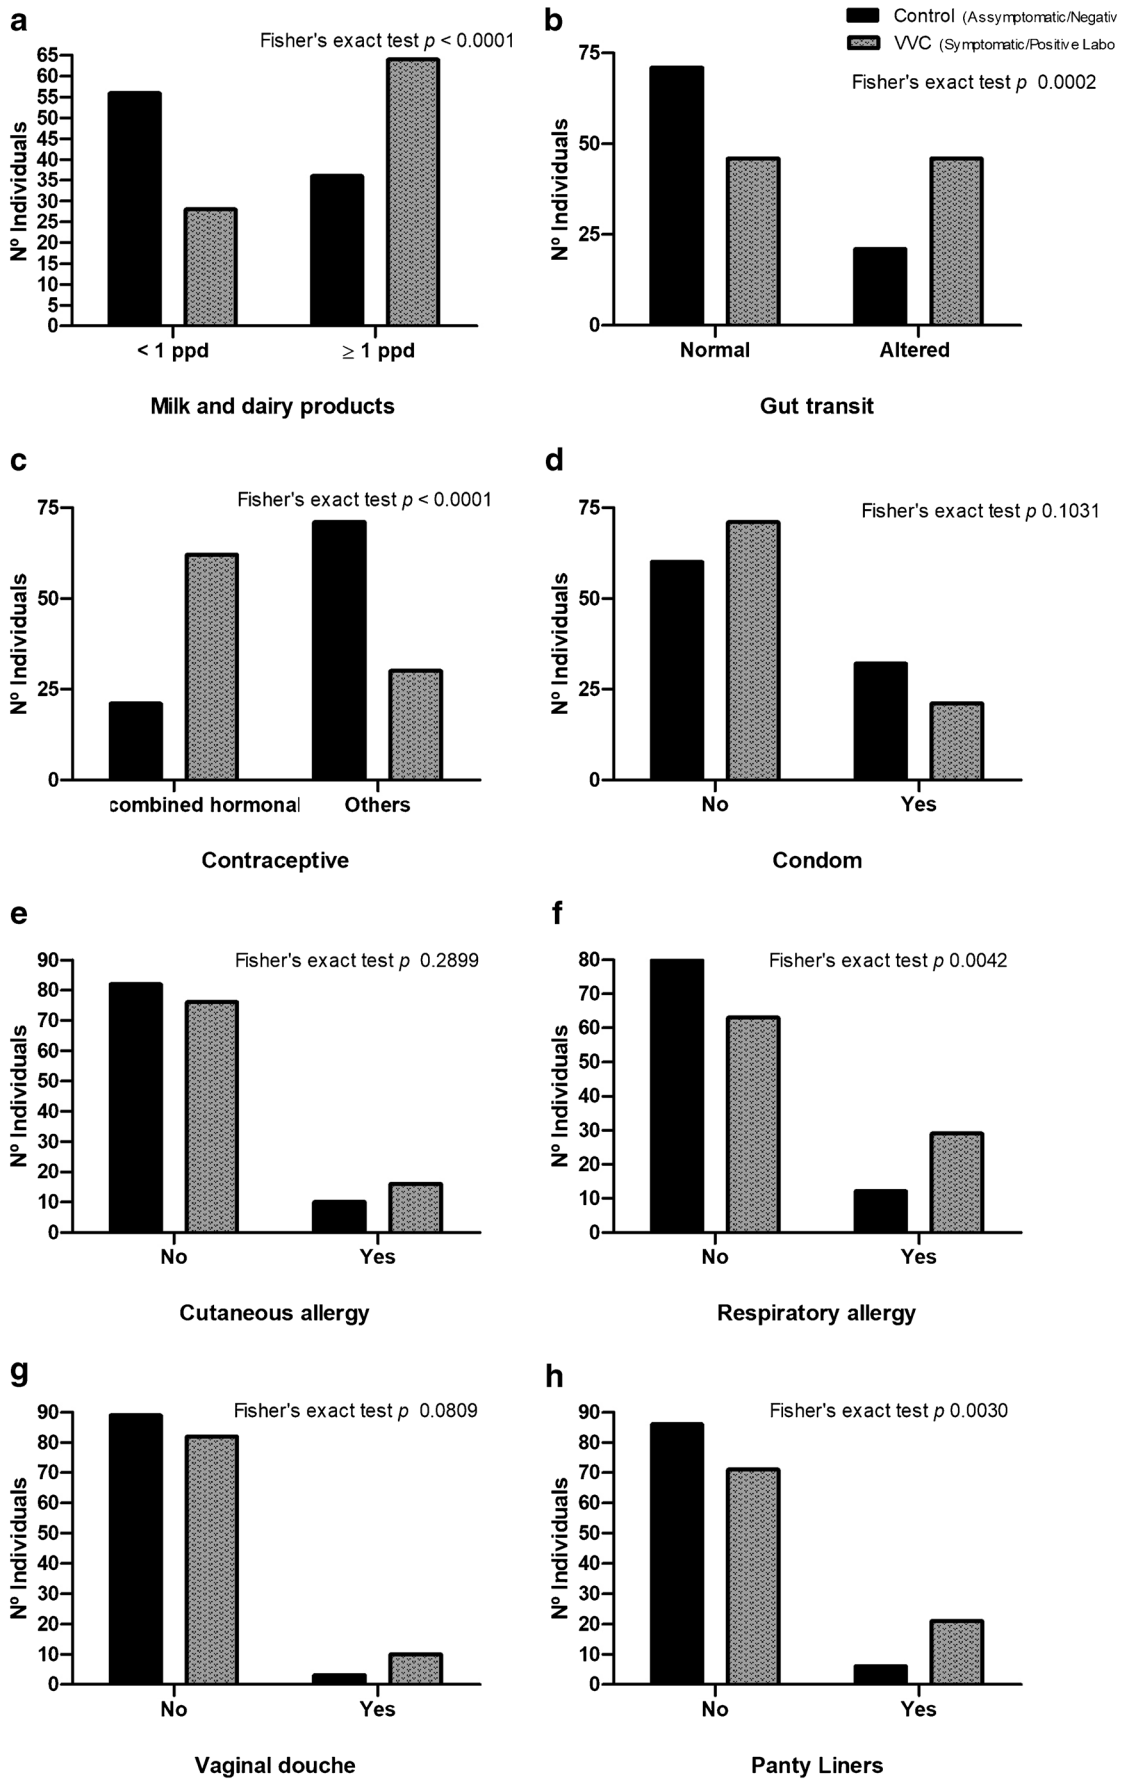 a
Fisher's exact test p < 0.0001
65
60
55
50
45
40
35
30
25
20
15
10
5
0
Nº Individuals
< 1 ppd
≥ 1 ppd
Milk and dairy products
b
Control (Assymptomatic/Negativ
VVC (Symptomatic/Positive Labo
Fisher's exact test p 0.0002
75
50
25
0
Nº Individuals
Normal
Altered
Gut transit
c
Fisher's exact test p < 0.0001
75
50
25
0
Nº Individuals
combined hormonal
Others
Contraceptive
d
Fisher's exact test p 0.1031
75
50
25
0
Nº Individuals
No
Yes
Condom
e
Fisher's exact test p 0.2899
90
80
70
60
50
40
30
20
10
0
Nº Individuals
No
Yes
Cutaneous allergy
f
Fisher's exact test p 0.0042
80
70
60
50
40
30
20
10
0
Nº Individuals
No
Yes
Respiratory allergy
g
Fisher's exact test p 0.0809
90
80
70
60
50
40
30
20
10
0
Nº Individuals
No
Yes
Vaginal douche
h
Fisher's exact test p 0.0030
90
80
70
60
50
40
30
20
10
0
Nº Individuals
No
Yes
Panty Liners